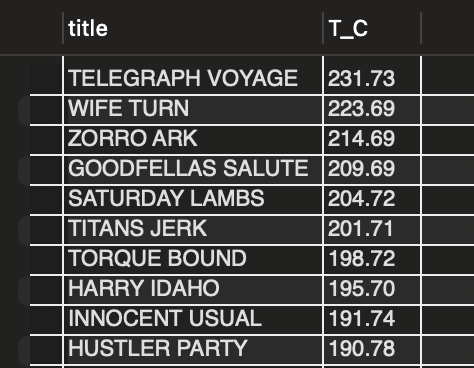 title T_C
TELEGRAPH VOYAGE 231.73
WIFE TURN 223.69
ZORRO ARK 214.69
GOODFELLAS SALUTE 209.69
SATURDAY LAMBS 204.72
TITANS JERK 201.71
TORQUE BOUND 198.72
HARRY IDAHO 195.70
INNOCENT USUAL 191.74
HUSTLER PARTY 190.78